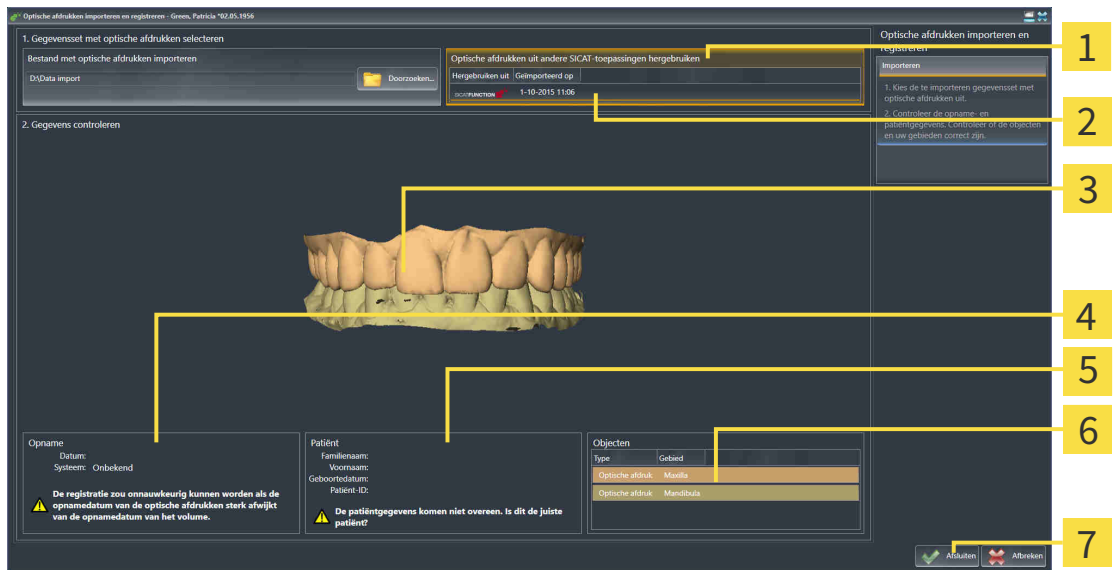 Optische afdrukken importeren en registreren - Green, Patricia *02.05.1956
1. Gegevensset met optische afdrukken selecteren
Bestand met optische afdrukken importeren
D:\Data import
Doorzoeken...
Optische afdrukken uit andere SICAT-toepassingen hergebruiken
Hergebruiken uit Geïmporteerd op
SICATFUNCTION 1-10-2015 11:06
Optische afdrukken importeren en
registreren
Importeren
1. Kies de te importeren gegevensset met
optische afdrukken uit.
2. Controleer de opname- en
patiëntgegevens. Controleer of de objecten
en uw gebieden correct zijn.
2. Gegevens controleren
Opname
Datum:
Systeem: Onbekend
De registratie zou onnauwkeurig kunnen worden als de
opnamedatum van de optische afdrukken sterk afwijkt
van de opnamedatum van het volume.
Patiënt
Familienaam:
Voornaam:
Geboortedatum:
Patiënt-ID:
De patiëntgegevens komen niet overeen. Is dit de juiste
patiënt?
Objecten
Type Gebied
Optische afdruk Maxilla
Optische afdruk Mandibula
Afsluiten
Afbreken
1
2
3
4
5
6
7